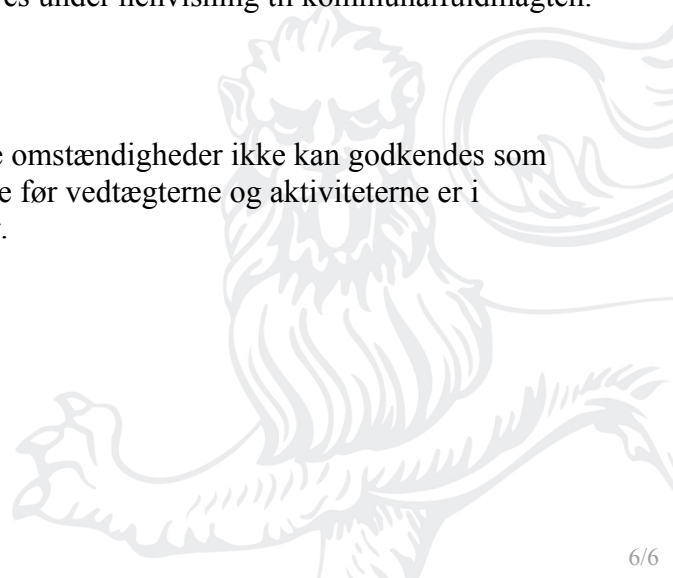 es under henvisning til kommunalfuldmagten.
e omstændigheder ikke kan godkendes som
e før vedtægterne og aktiviteterne er i
.
6/6